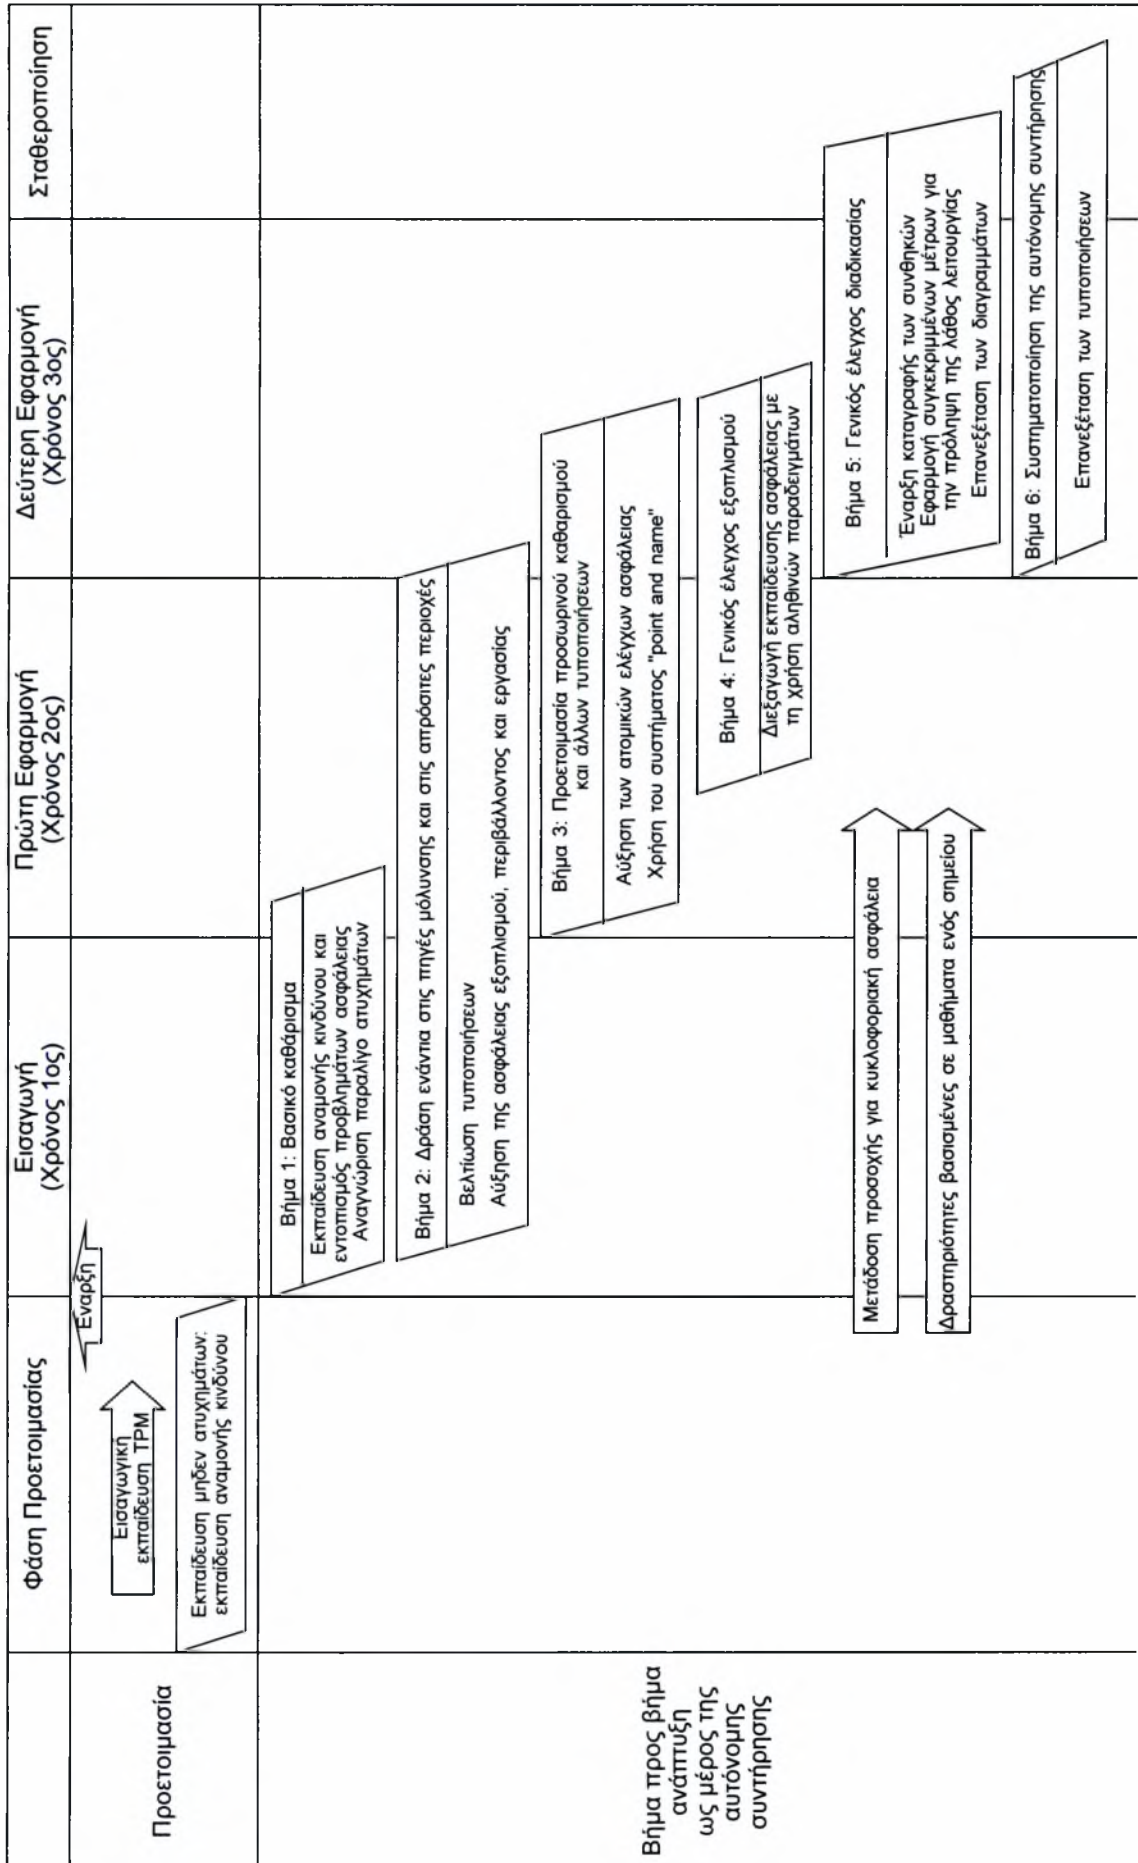 Φάση Προετοιμασίας
Εισαγωγή
(Χρόνος 1ος)
Πρώτη Εφαρμογή
(Χρόνος 2ος)
Δεύτερη Εφαρμογή
(Χρόνος 3ος)
Σταθεροποίηση
Προετοιμασία
Εισαγωγική
εκπαίδευση TPM
Έναρξη
Εκπαίδευση μηδεν ατυχημάτων:
εκπαίδευση αναμονής κινδύνου
Βήμα προς βήμα
ανάπτυξη
ως μέρος της
αυτόνομης
συντήρησης
Βήμα 1: Βασικό καθάρισμα
Εκπαίδευση αναμονής κινδύνου και
εντοπισμός προβλημάτων ασφάλειας
Αναγνώριση παραλίγο ατυχημάτων
Βήμα 2: Δράση ενάντια στις πηγές μόλυνσης και στις απρόσιτες περιοχές
Βελτίωση τυποποιήσεων
Αύξηση της ασφάλειας εξοπλισμού, περιβάλλοντος και εργασίας
Βήμα 3: Προετοιμασία προσωρινού καθαρισμού
και άλλων τυποποιήσεων
Αύξηση των ατομικών ελέγχων ασφάλειας
Χρήση του συστήματος "point and name"
Βήμα 4: Γενικός έλεγχος εξοπλισμού
Διεξαγωγή εκπαίδευσης ασφάλειας με
τη χρήση αληθινών παραδειγμάτων
Βήμα 5: Γενικός έλεγχος διαδικασίας
Έναρξη καταγραφής των συνθηκών
Εφαρμογή συγκεκριμμένων μέτρων για
την πρόληψη της λάθος λειτουργίας
Επανεξέταση των διαγραμμάτων
Βήμα 6: Συστηματοποίηση της αυτόνομης συντήρησης
Επανεξέταση των τυποποιήσεων
Μετάδοση προσοχής για κυκλοφοριακή ασφάλεια
Δραστηριότητες βασισμένες σε μαθήματα ενός σημείου